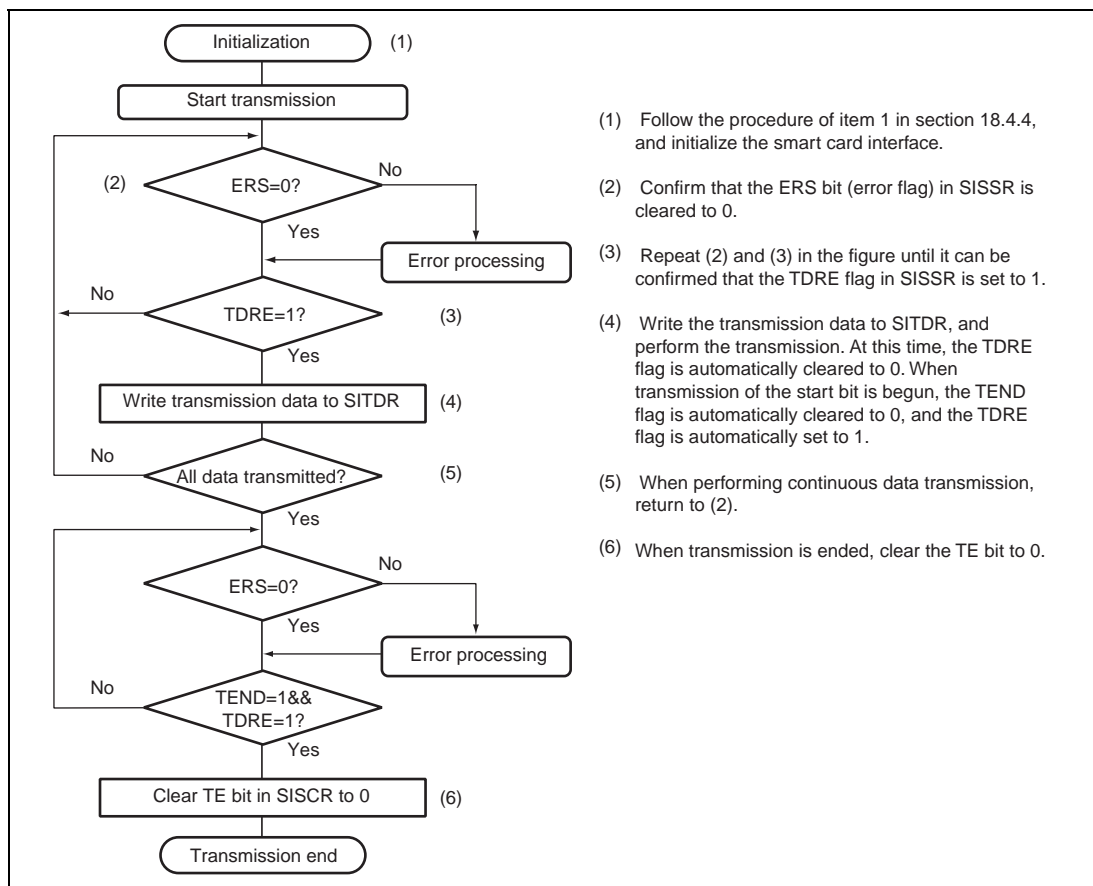 Initialization
(1)
Start transmission
(2)
ERS=0?
No
Yes
Error processing
No
TDRE=1?
(3)
Yes
Write transmission data to SITDR
(4)
No
All data transmitted?
(5)
Yes
ERS=0?
No
Yes
Error processing
No
TEND=1&&
TDRE=1?
Yes
Clear TE bit in SISCR to 0
(6)
Transmission end
(1) Follow the procedure of item 1 in section 18.4.4,
and initialize the smart card interface.
(2) Confirm that the ERS bit (error flag) in SISSR is
cleared to 0.
(3) Repeat (2) and (3) in the figure until it can be
confirmed that the TDRE flag in SISSR is set to 1.
(4) Write the transmission data to SITDR, and
perform the transmission. At this time, the TDRE
flag is automatically cleared to 0. When
transmission of the start bit is begun, the TEND
flag is automatically cleared to 0, and the TDRE
flag is automatically set to 1.
(5) When performing continuous data transmission,
return to (2).
(6) When transmission is ended, clear the TE bit to 0.